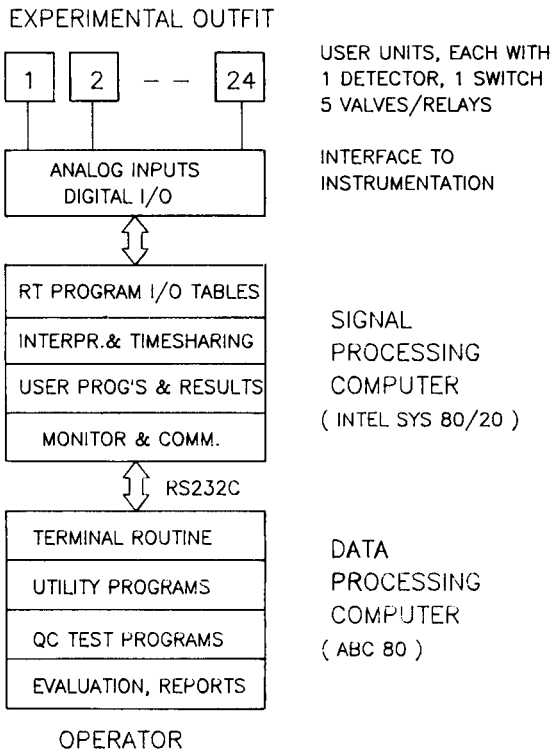 EXPERIMENTAL OUTFIT
1 2 -- 24
USER UNITS, EACH WITH
1 DETECTOR, 1 SWITCH
5 VALVES/RELAYS
ANALOG INPUTS
DIGITAL I/O
INTERFACE TO
INSTRUMENTATION
RT PROGRAM I/O TABLES
INTERPR.& TIMESHARING
USER PROG'S & RESULTS
MONITOR & COMM.
SIGNAL
PROCESSING
COMPUTER
( INTEL SYS 80/20 )
RS232C
TERMINAL ROUTINE
UTILITY PROGRAMS
QC TEST PROGRAMS
EVALUATION, REPORTS
DATA
PROCESSING
COMPUTER
( ABC 80 )
OPERATOR